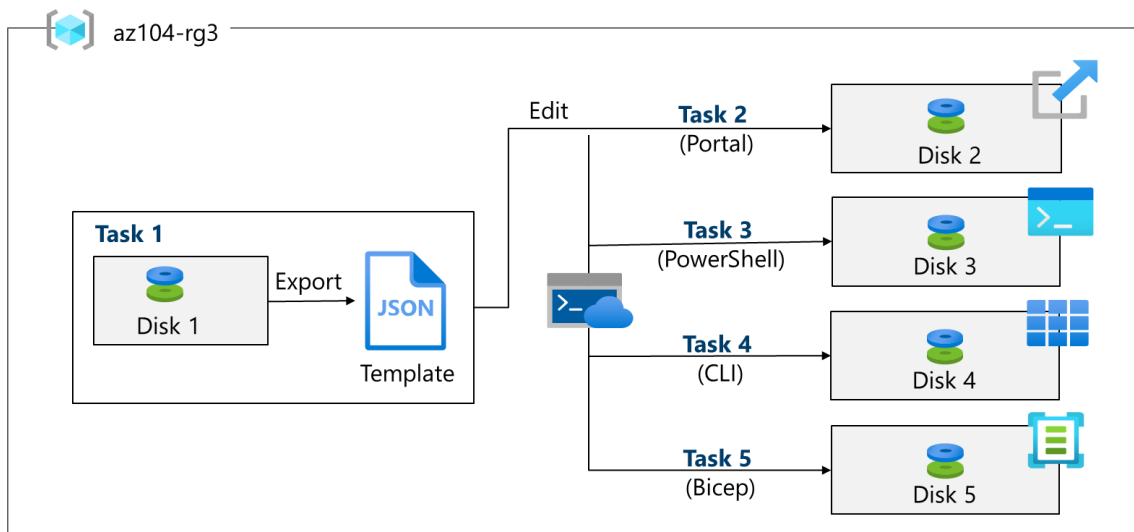 az104-rg3
Edit
Task 2
(Portal)
Disk 2
Task 1
Disk 1
Export
JSON
Template
Task 3
(PowerShell)
Disk 3
>_
>_
Task 4
(CLI)
Disk 4
Task 5
(Bicep)
Disk 5